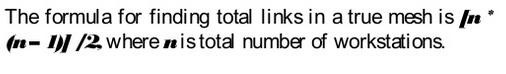 The formula for finding total links in a true mesh is [n *
(n – 1)] /2, where n is total number of workstations.